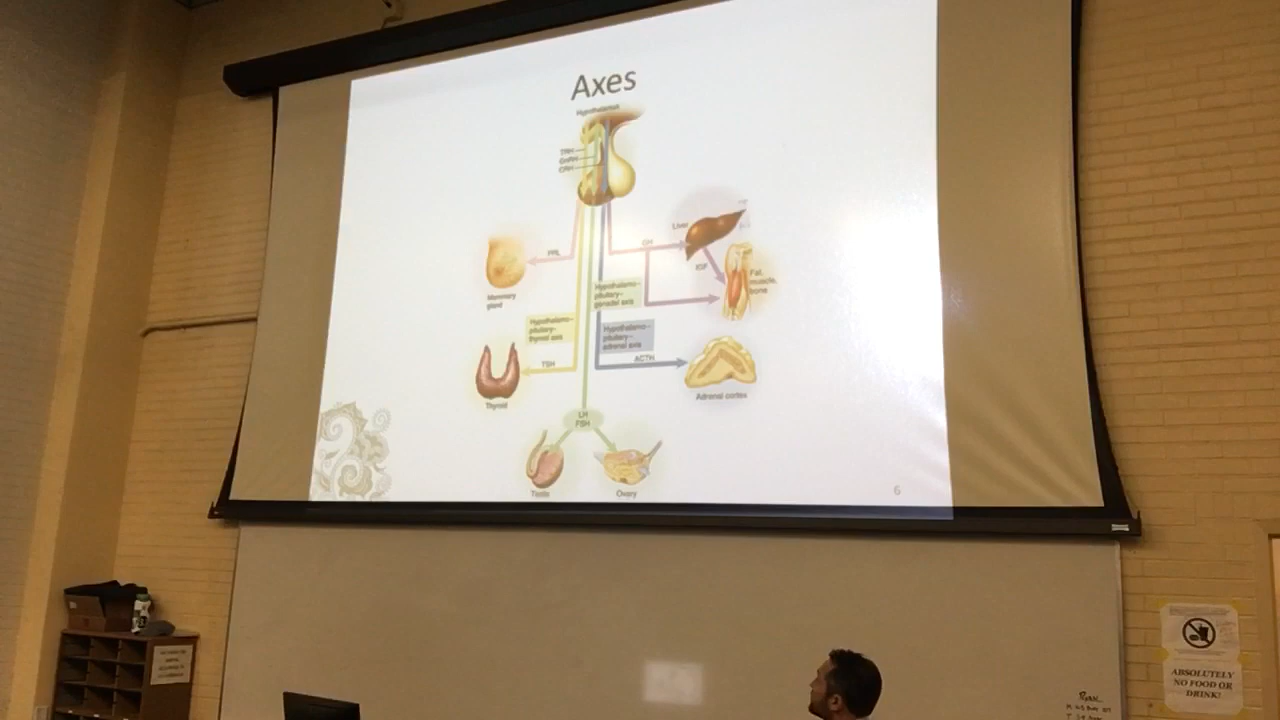 Axes
Hypothalamus
TRH
GnRH
CRH
Liver
GH
PRL
IGF
Fat,
muscle,
bone
Mammary
gland
Hypothalamo–
pituitary–
gonadal axis
Hypothalamo–
pituitary–
thyroid axis
Hypothalamo–
pituitary–
adrenal axis
TSH
ACTH
Thyroid
Adrenal cortex
LH
FSH
Testis
Ovary
6
ABSOLUTELY
NO FOOD OR
DRINK!